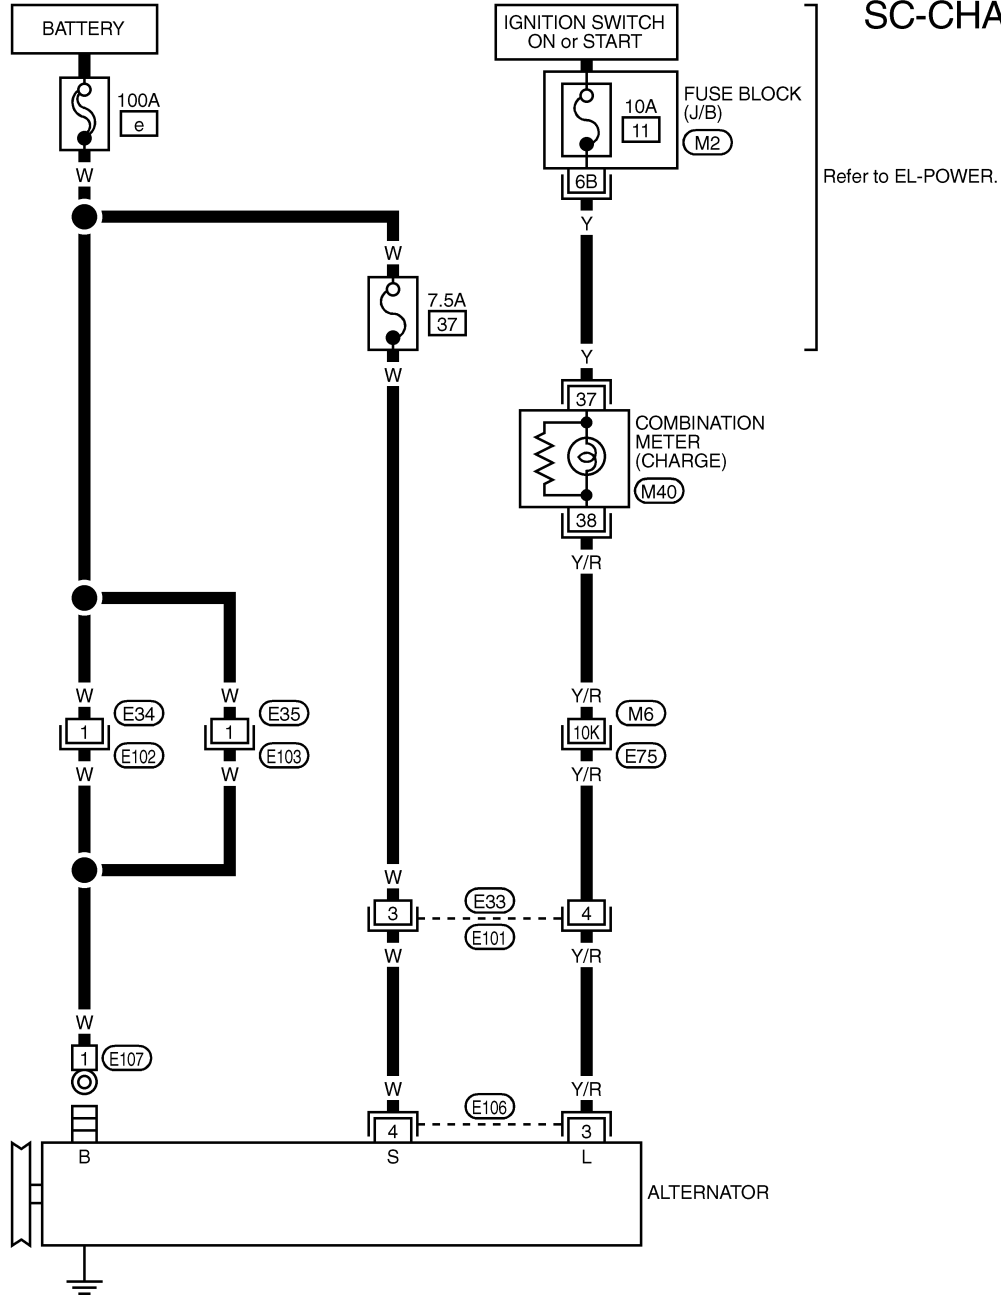 SC-CHA
BATTERY
IGNITION SWITCH
ON or START
100A
e
10A
11
FUSE BLOCK
(J/B)
M2
W
6B
Refer to EL-POWER.
Y
W
7.5A
37
W
Y
37
COMBINATION
METER
(CHARGE)
M40
38
Y/R
W
W
Y/R
1
E34
1
E35
10K
M6
E102
E103
E75
W
W
Y/R
W
3
E33
4
E101
W
Y/R
W
1
E107
W
Y/R
E106
4
3
B
S
L
ALTERNATOR